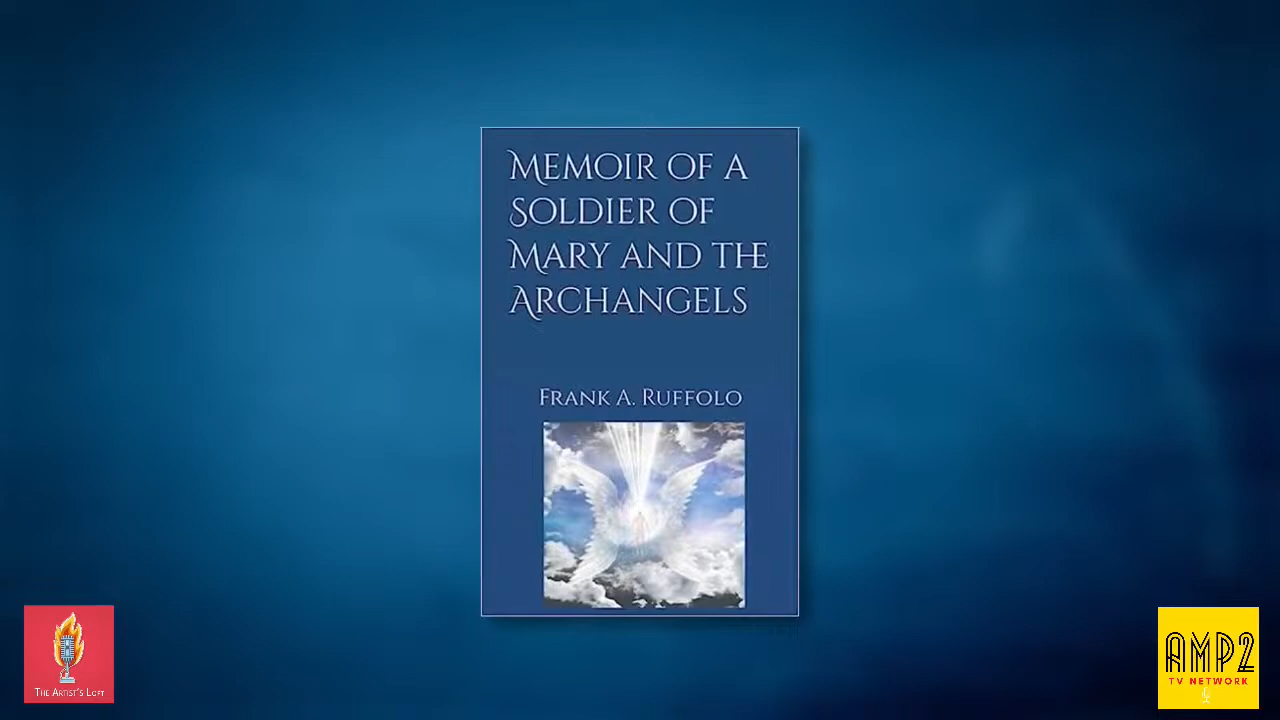 Memoir of a
Soldier of
Mary and the
Archangels
Frank A. Ruffolo
The Artist's Loft
AMP2
TV NETWORK